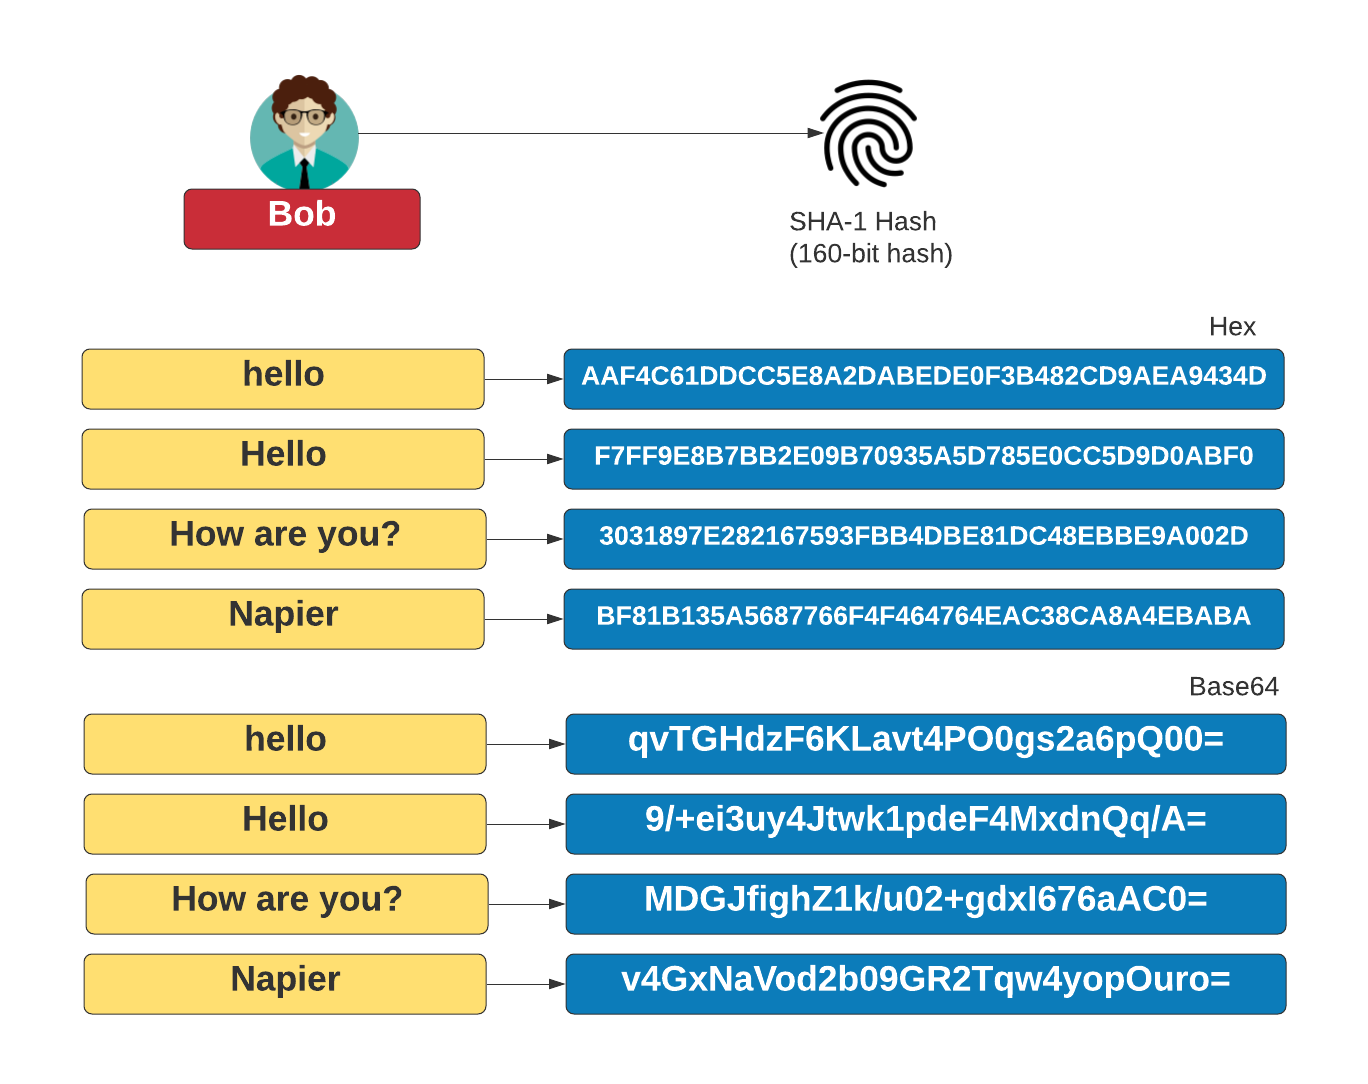 Bob
SHA-1 Hash
(160-bit hash)
Hex
hello
AAF4C61DDCC5E8A2DABEDE0F3B482CD9AEA9434D
Hello
F7FF9E8B7BB2E09B70935A5D785E0CC5D9D0ABF0
How are you?
3031897E282167593FBB4DBE81DC48EBBE9A002D
Napier
BF81B135A5687766F4F464764EAC38CA8A4EBABA
Base64
hello
qvTGHdzF6KLavt4PO0gs2a6pQ00=
Hello
9/+ei3uy4Jtwk1pdeF4MxdnQq/A=
How are you?
MDGJfighZ1k/u02+gdxI676aAC0=
Napier
v4GxNaVod2b09GR2Tqw4yopOuro=